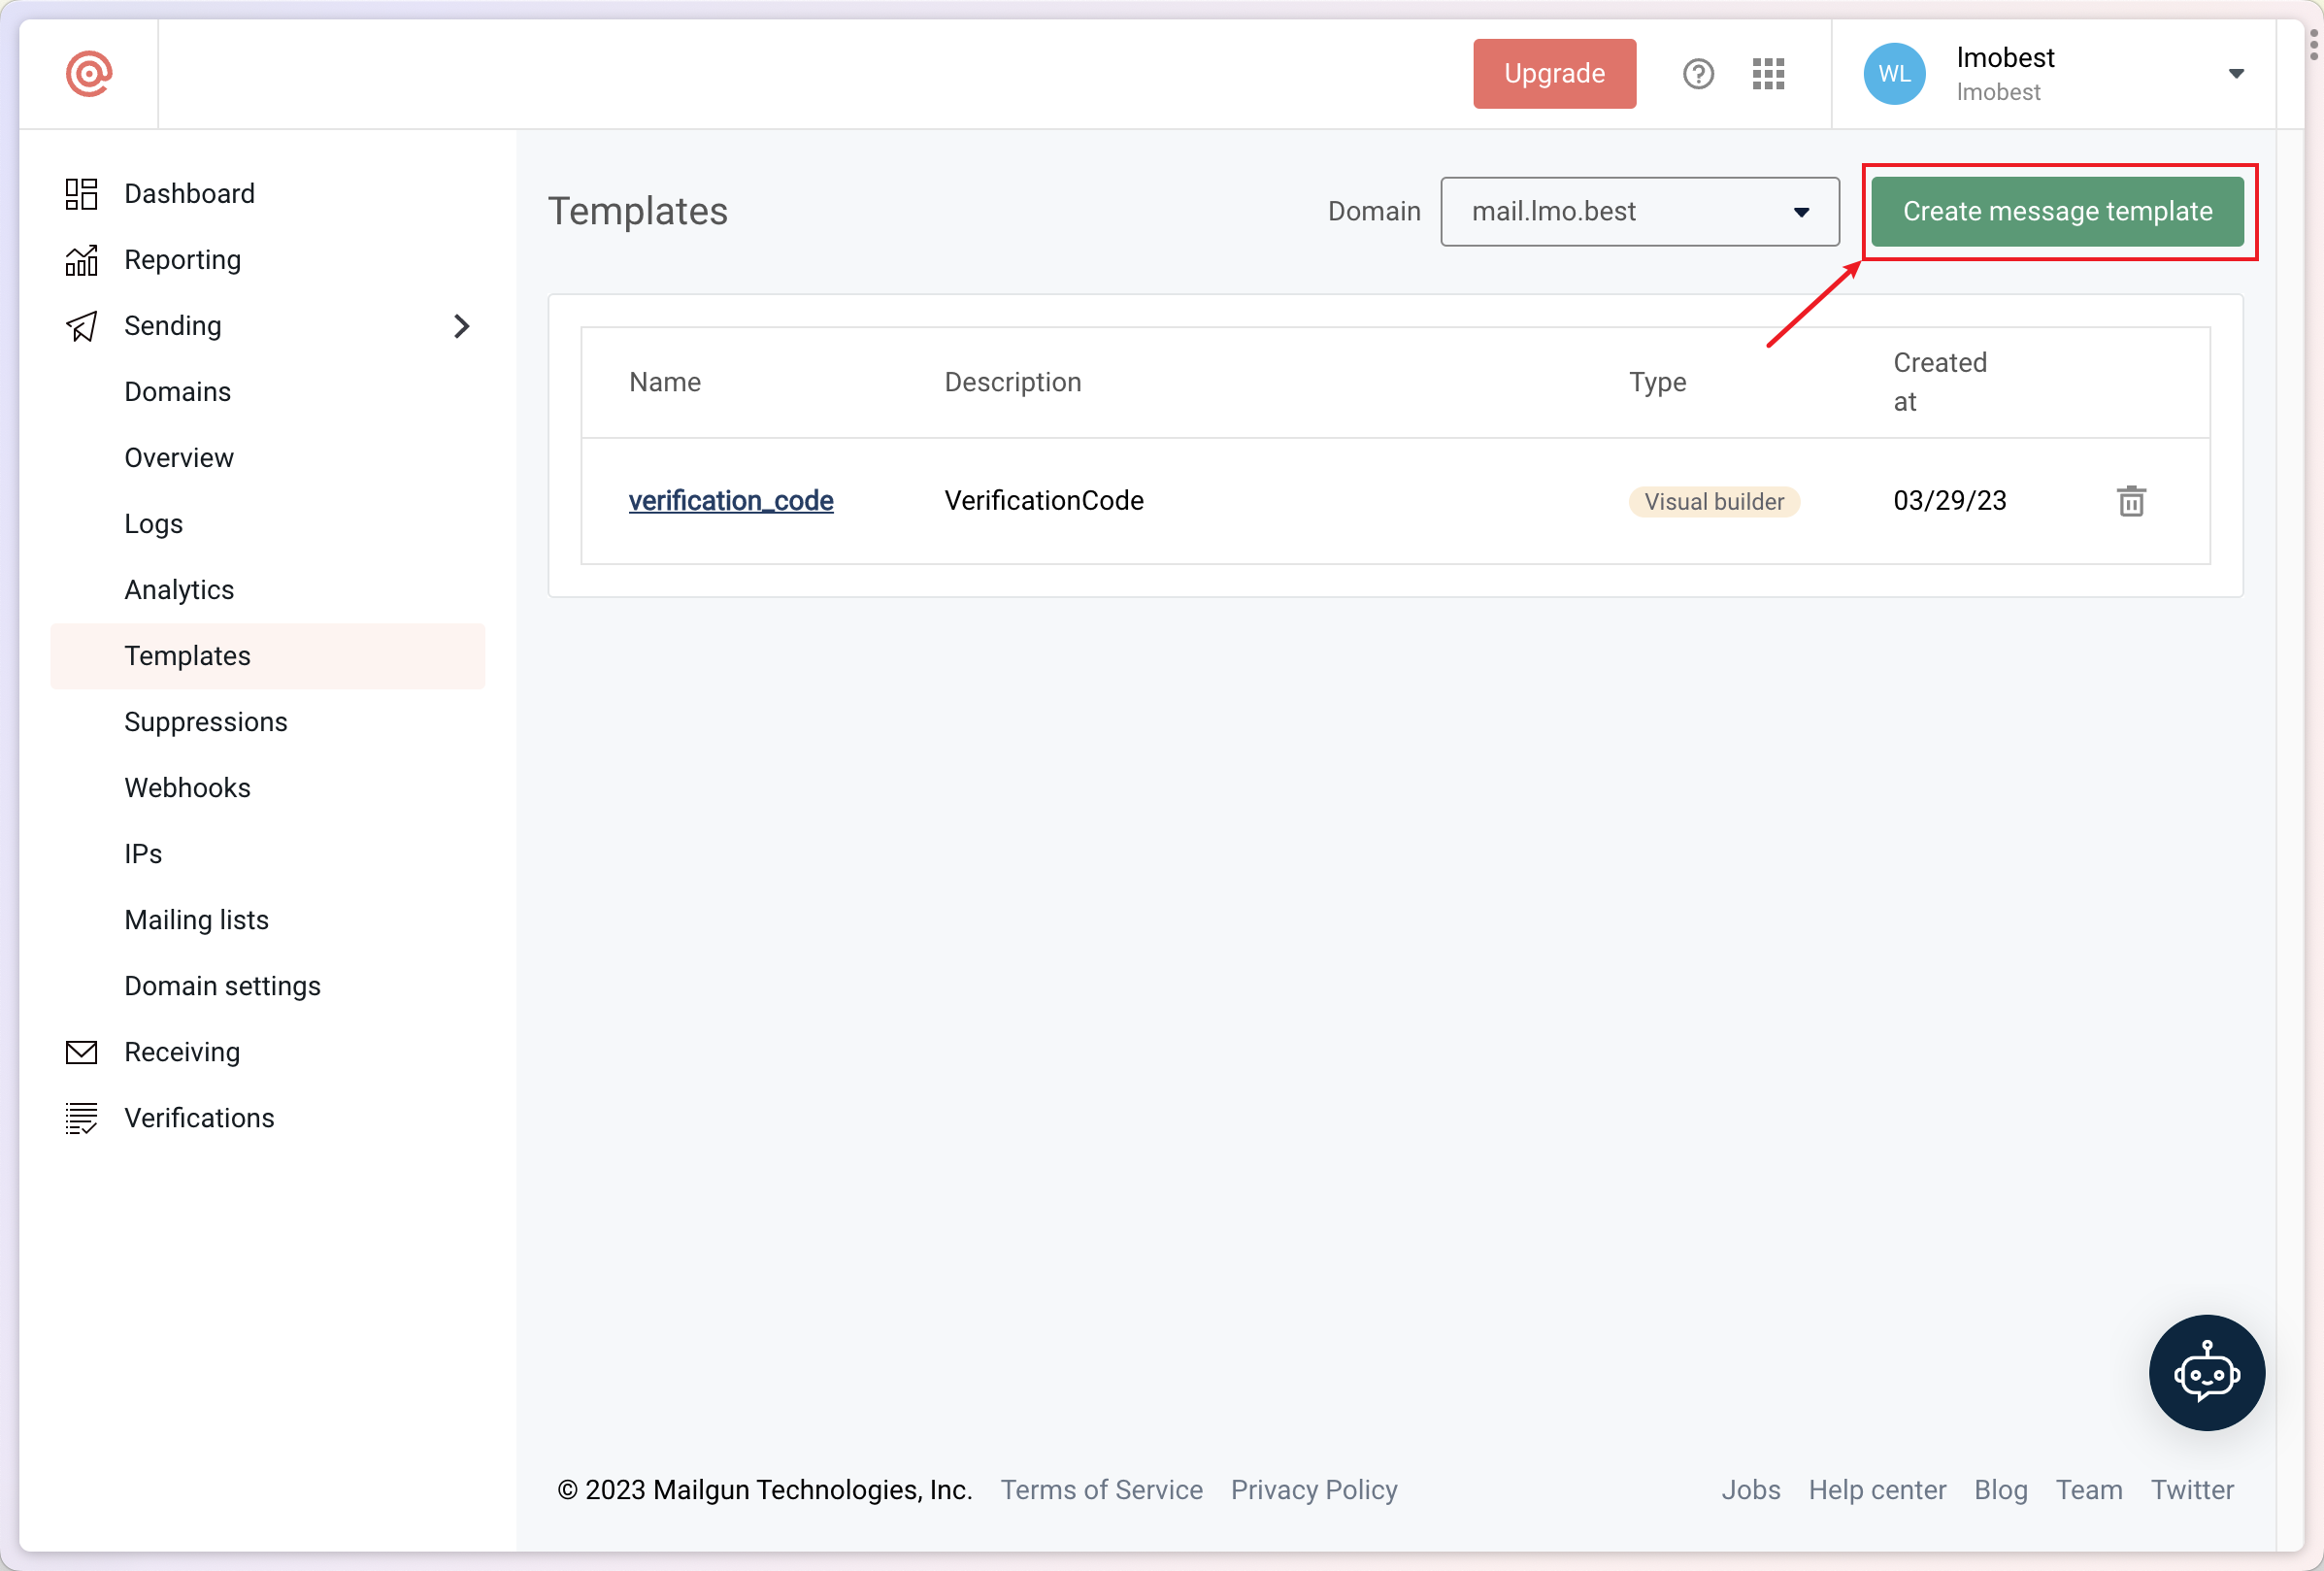 Upgrade
WL
lmobest
lmobest
Dashboard
Reporting
Sending
Domains
Overview
Logs
Analytics
Templates
Suppressions
Webhooks
IPs
Mailing lists
Domain settings
Receiving
Verifications
Templates
Domain
mail.lmo.best
Create message template
Name
Description
Type
Created
at
verification_code
VerificationCode
Visual builder
03/29/23
© 2023 Mailgun Technologies, Inc.
Terms of Service
Privacy Policy
Jobs
Help center
Blog
Team
Twitter